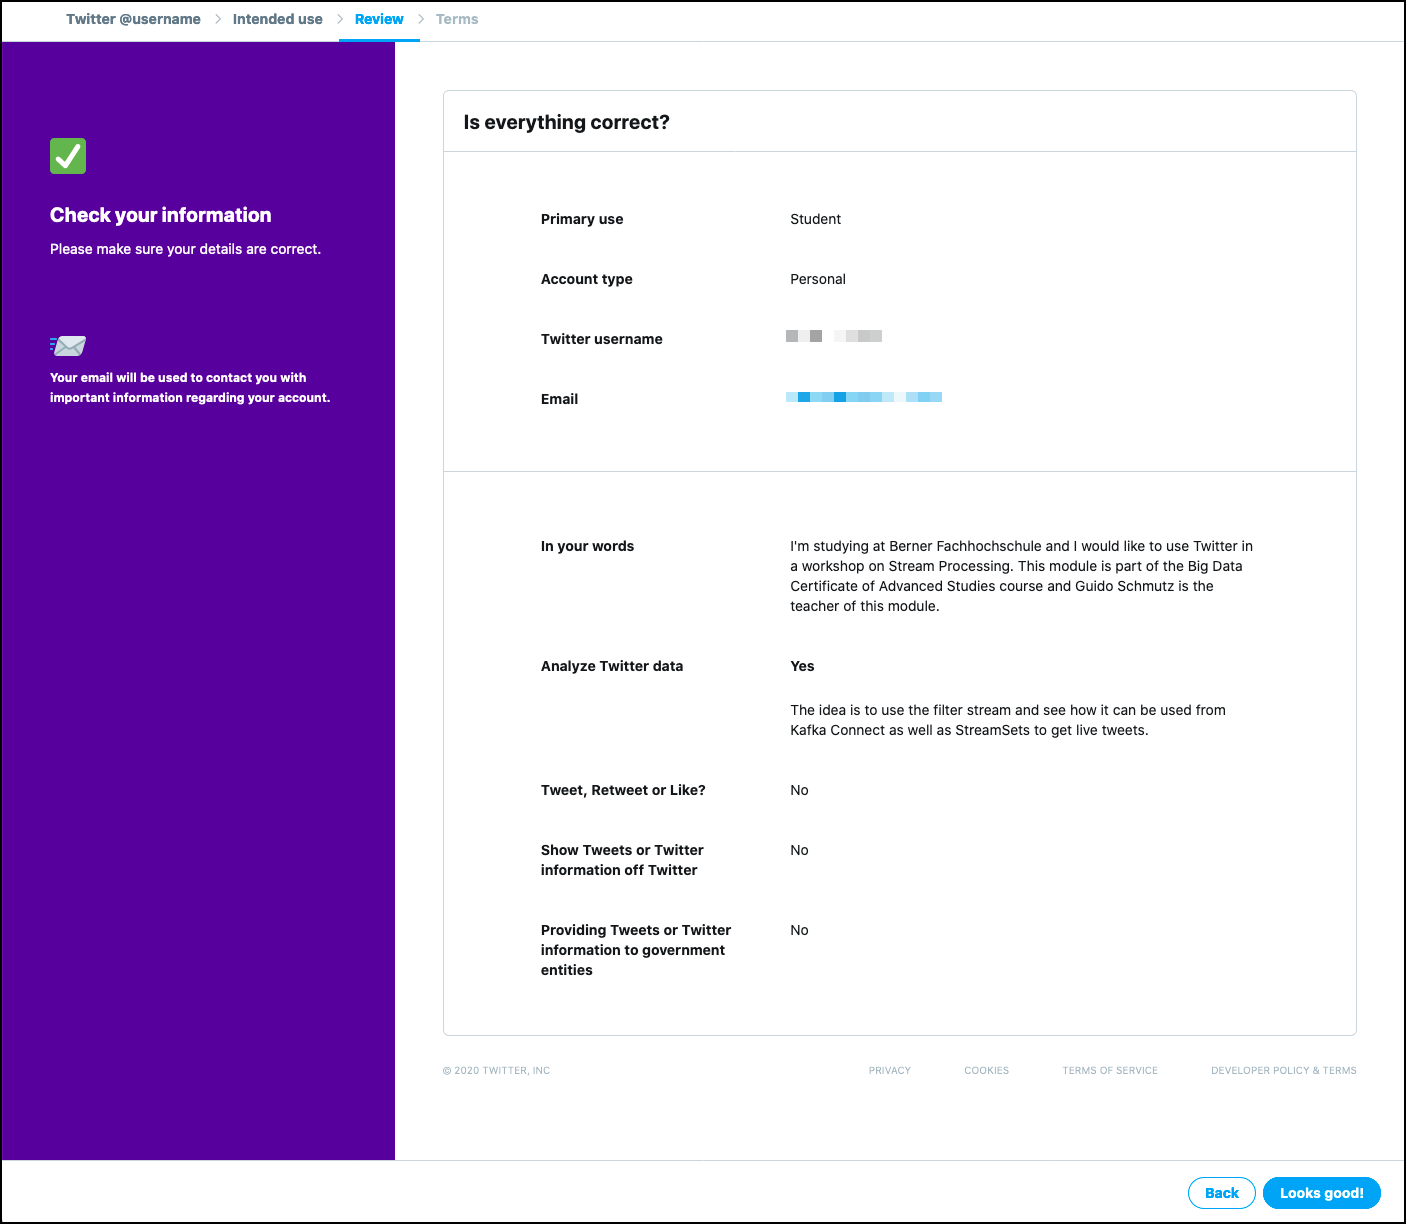 Twitter @username > Intended use > Review > Terms
Check your information
Please make sure your details are correct.
Your email will be used to contact you with
important information regarding your account.
Is everything correct?
Primary use Student
Account type Personal
Twitter username
Email
In your words I'm studying at Berner Fachhochschule and I would like to use Twitter in
a workshop on Stream Processing. This module is part of the Big Data
Certificate of Advanced Studies course and Guido Schmutz is the
teacher of this module.
Analyze Twitter data Yes
The idea is to use the filter stream and see how it can be used from
Kafka Connect as well as StreamSets to get live tweets.
Tweet, Retweet or Like? No
Show Tweets or Twitter No
information off Twitter
Providing Tweets or Twitter No
information to government
entities
© 2020 TWITTER, INC PRIVACY COOKIES TERMS OF SERVICE DEVELOPER POLICY & TERMS
Back Looks good!